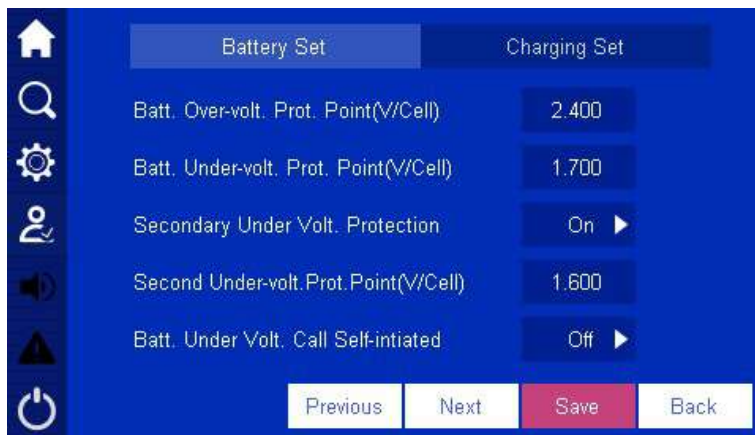 Battery Set Charging Set
Batt. Over-volt. Prot. Point(V/Cell) 2.400
Batt. Under-volt. Prot. Point(V/Cell) 1.700
Secondary Under Volt. Protection On
Second Under-volt.Prot.Point(V/Cell) 1.600
Batt. Under Volt. Call Self-intiated Off
Previous Next Save Back